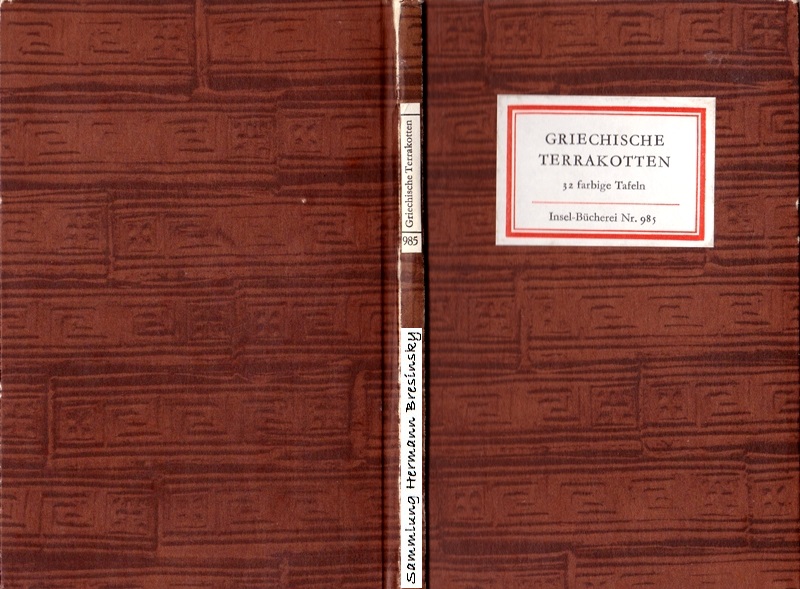 Griechische Terrakotten
985
Sammlung Hermann Bresinsky
GRIECHISCHE
TERRAKOTTEN
32 farbige Tafeln
Insel-Bücherei Nr. 985